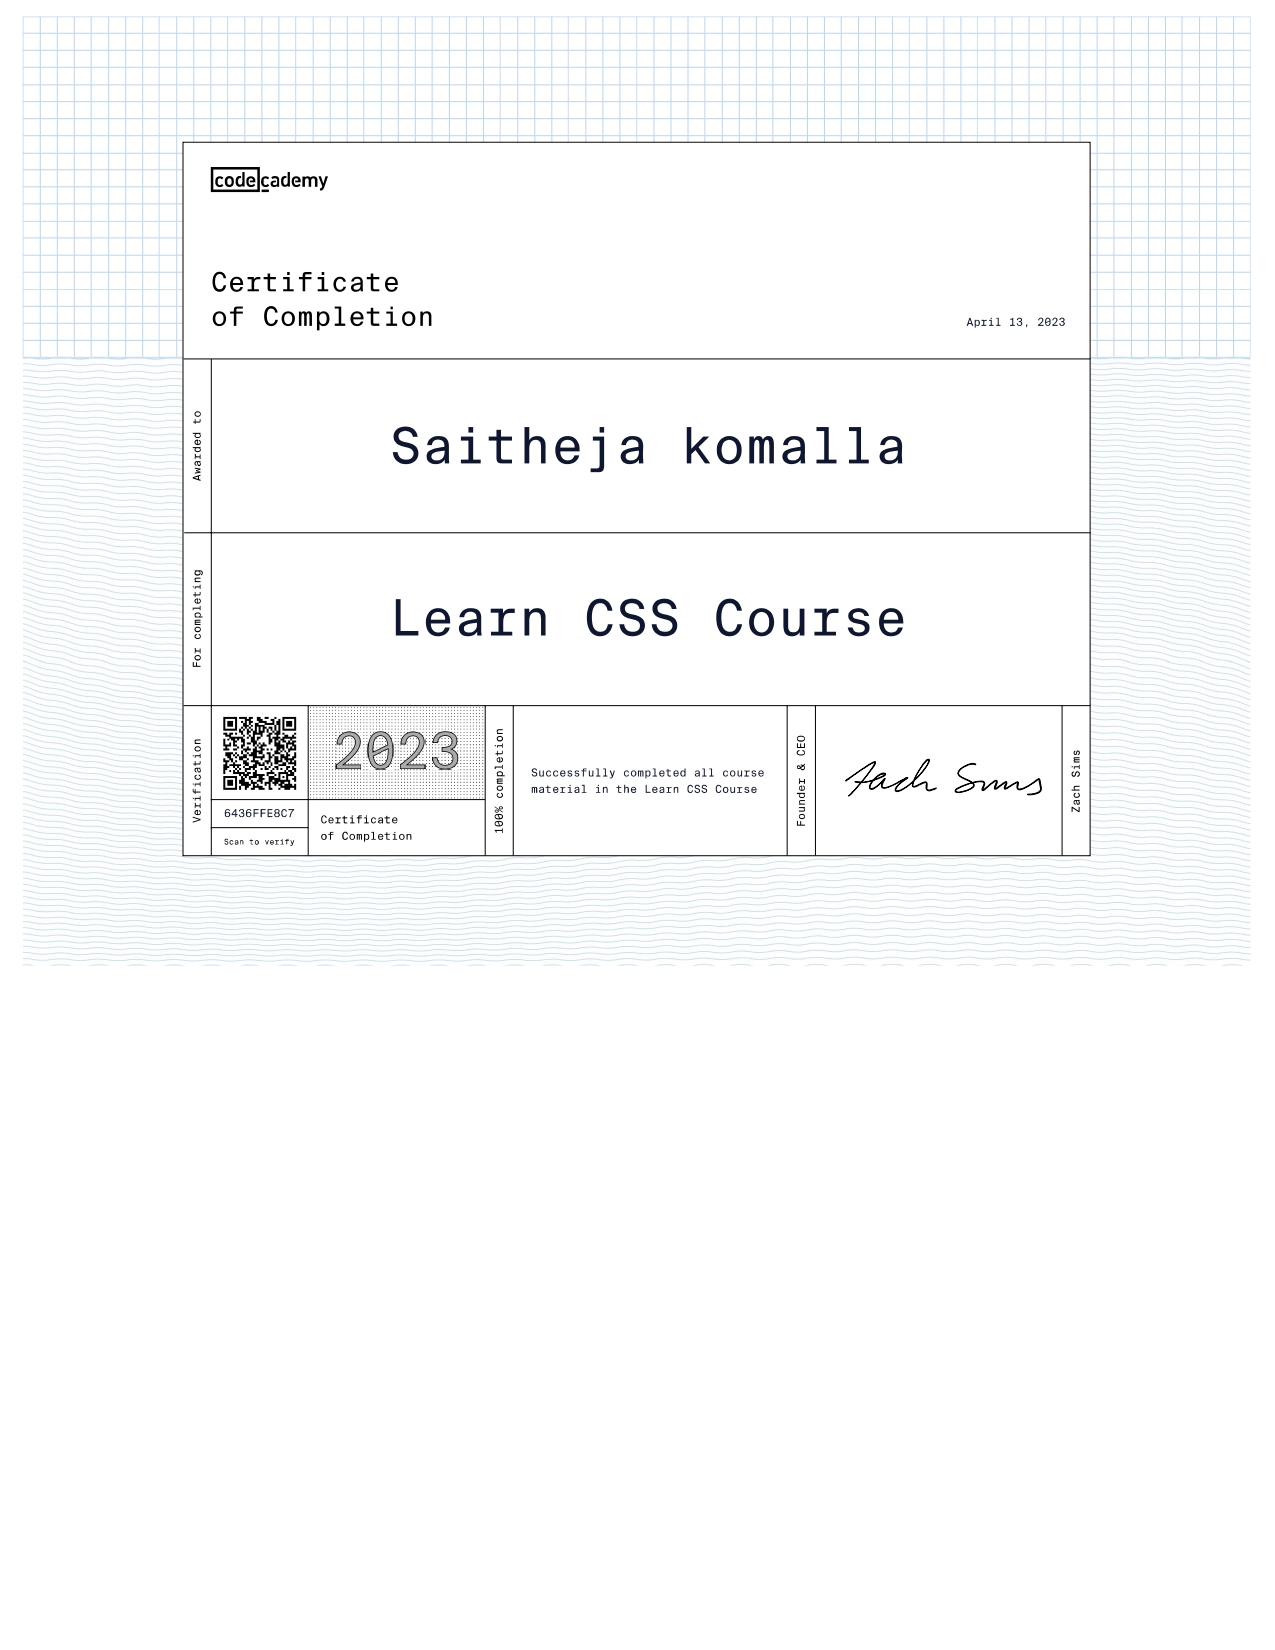 codecademy
Certificate
of Completion
April 13, 2023
Awarded to
Saitheja komalla
For completing
Learn CSS Course
Verification
6436FFE8C7
Scan to verify
2023
Certificate
of Completion
100% completion
Successfully completed all course
material in the Learn CSS Course
Founder & CEO
Zach Sims
Zach Sims